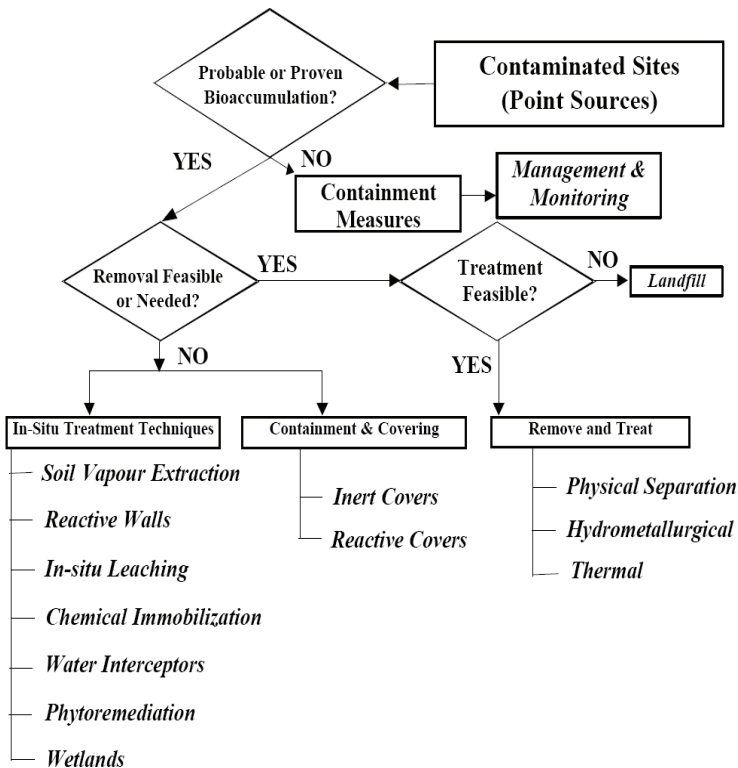 Contaminated Sites
(Point Sources)
Probable or Proven
Bioaccumulation?
YES
NO
Containment
Measures
Management &
Monitoring
Removal Feasible
or Needed?
YES
Treatment
Feasible?
NO
Landfill
NO
YES
In-Situ Treatment Techniques
Soil Vapour Extraction
Reactive Walls
In-situ Leaching
Chemical Immobilization
Water Interceptors
Phytoremediation
Wetlands
Containment & Covering
Inert Covers
Reactive Covers
Remove and Treat
Physical Separation
Hydrometallurgical
Thermal